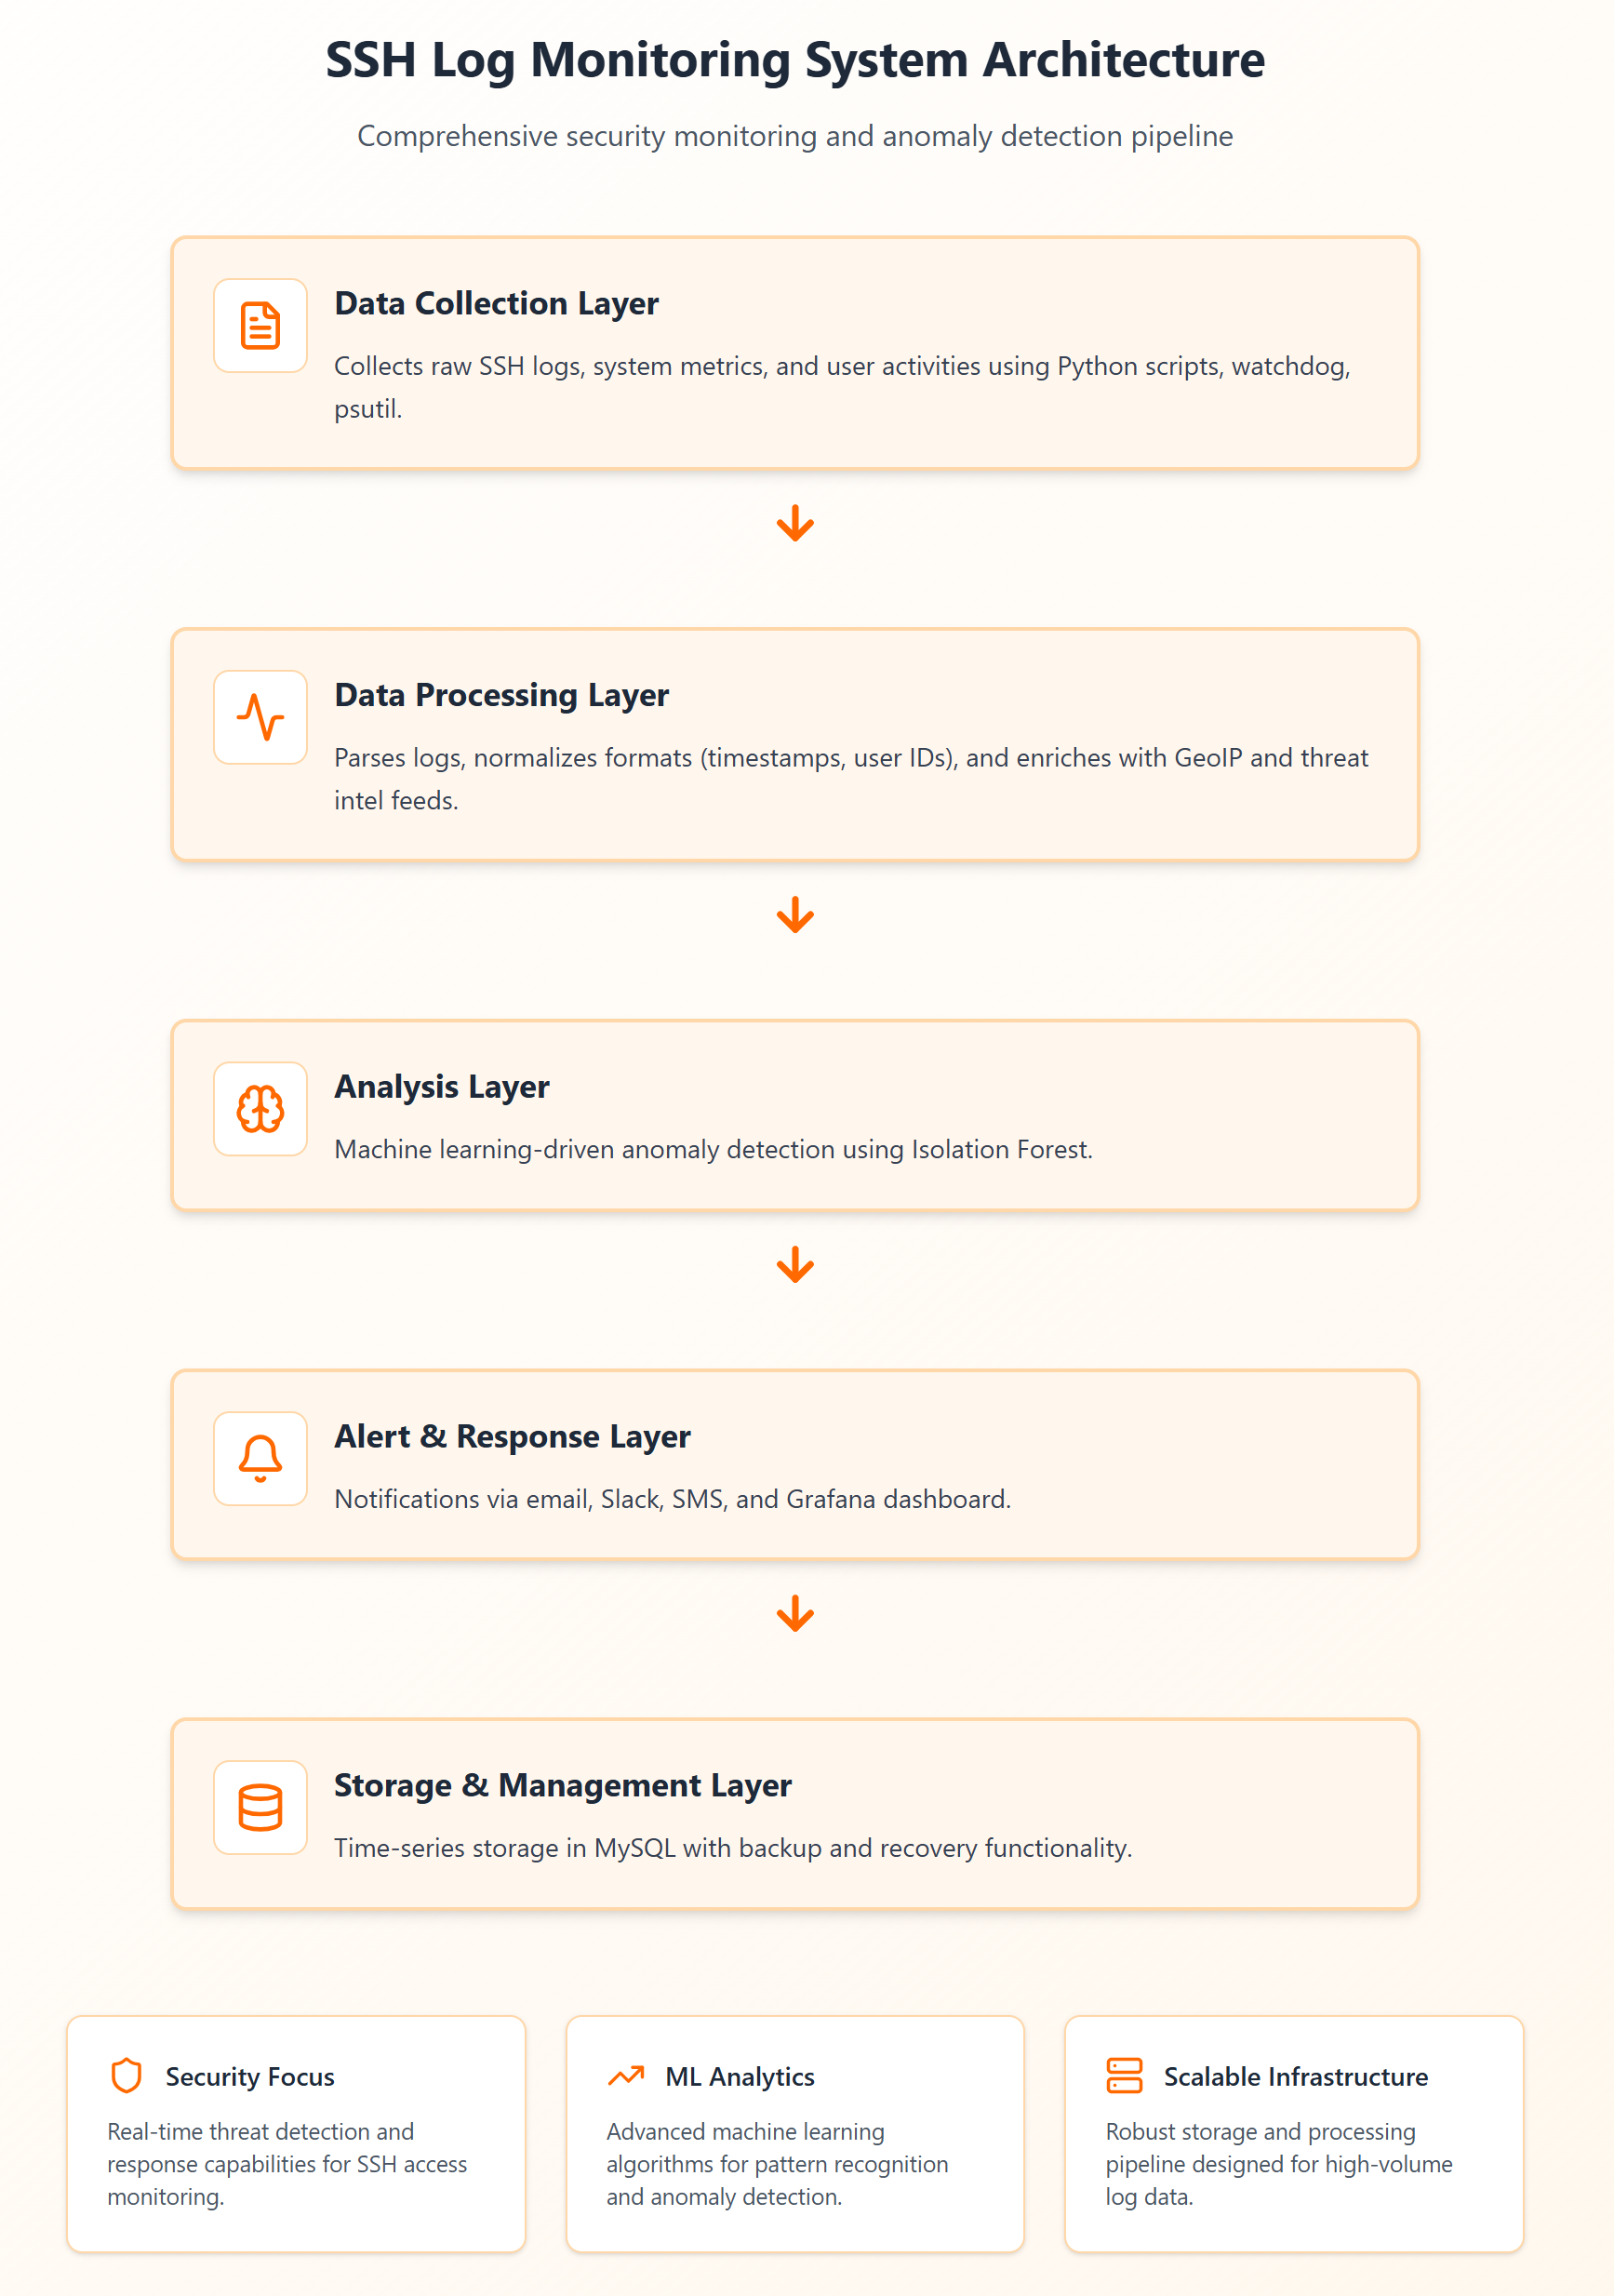 SSH Log Monitoring System Architecture
Comprehensive security monitoring and anomaly detection pipeline
Data Collection Layer
Collects raw SSH logs, system metrics, and user activities using Python scripts, watchdog,
psutil.
Data Processing Layer
Parses logs, normalizes formats (timestamps, user IDs), and enriches with GeoIP and threat
intel feeds.
Analysis Layer
Machine learning-driven anomaly detection using Isolation Forest.
Alert & Response Layer
Notifications via email, Slack, SMS, and Grafana dashboard.
Storage & Management Layer
Time-series storage in MySQL with backup and recovery functionality.
Security Focus
Real-time threat detection and
response capabilities for SSH access
monitoring.
ML Analytics
Advanced machine learning
algorithms for pattern recognition
and anomaly detection.
Scalable Infrastructure
Robust storage and processing
pipeline designed for high-volume
log data.